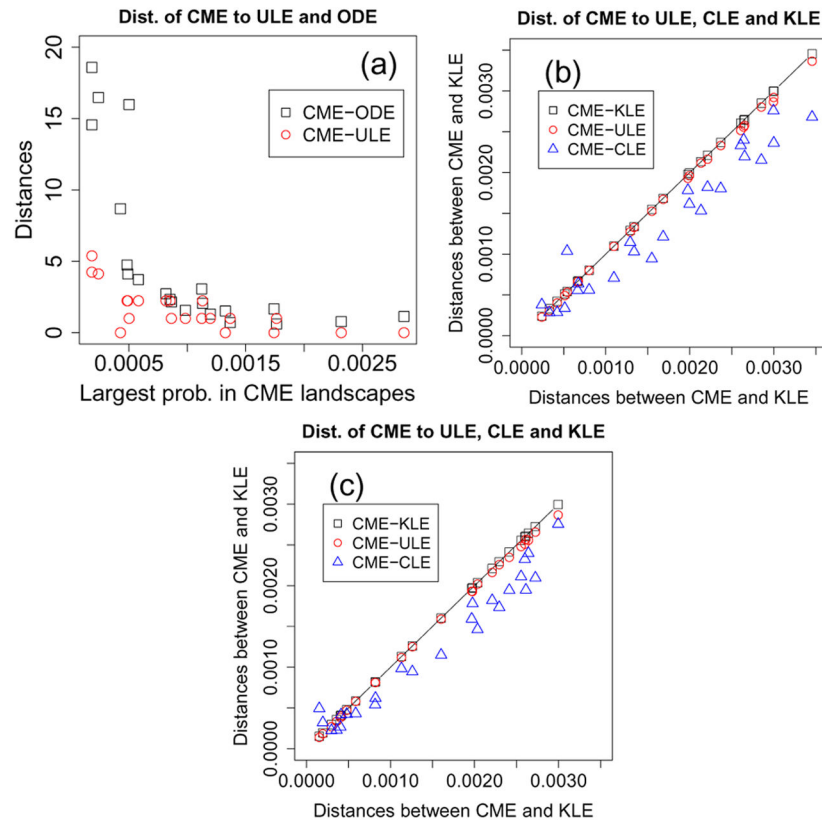 Dist. of CME to ULE and ODE
(a)
CME−ODE
CME−ULE
Distances
20
15
10
5
0
0.0005
0.0015
0.0025
Largest prob. in CME landscapes
Dist. of CME to ULE, CLE and KLE
(b)
CME−KLE
CME−ULE
CME−CLE
Distances between CME and KLE
0.0030
0.0020
0.0010
0.0000
0.0000
0.0010
0.0020
0.0030
Distances between CME and KLE
Dist. of CME to ULE, CLE and KLE
(c)
CME−KLE
CME−ULE
CME−CLE
Distances between CME and KLE
0.0030
0.0020
0.0010
0.0000
0.0000
0.0010
0.0020
0.0030
Distances between CME and KLE